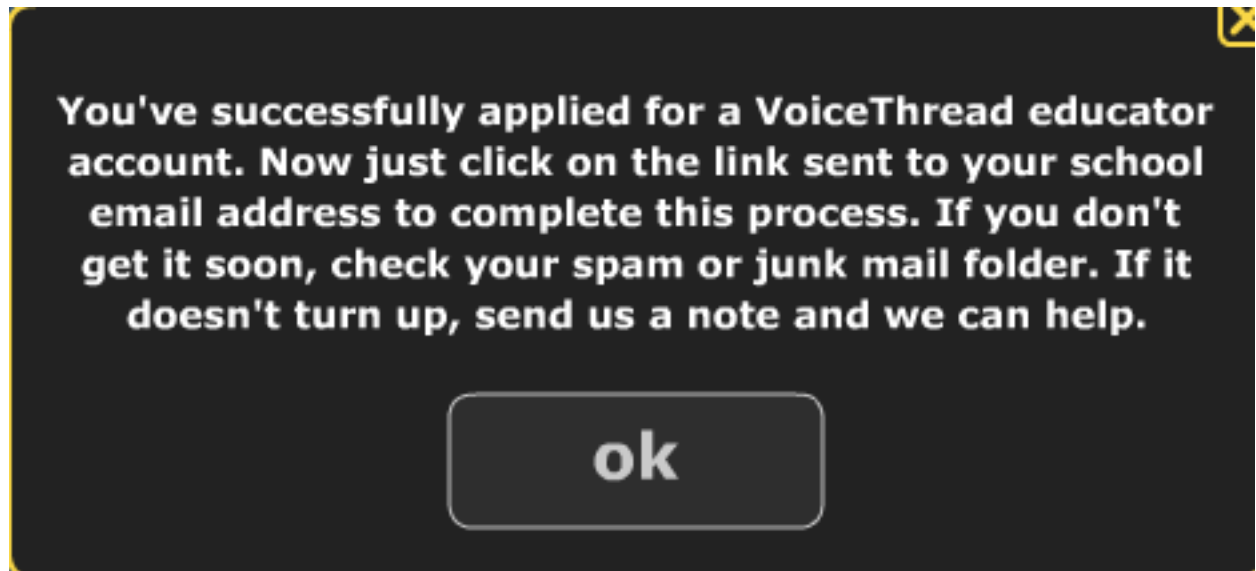 You've successfully applied for a VoiceThread educator
account. Now just click on the link sent to your school
email address to complete this process. If you don't
get it soon, check your spam or junk mail folder. If it
doesn't turn up, send us a note and we can help.
ok